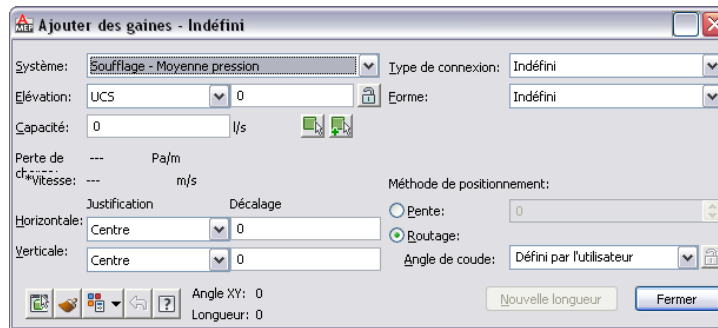 Ajouter des gaines - Indéfini
Système: Soufflage - Moyenne pression Type de connexion: Indéfini
Elévation: UCS 0 Forme: Indéfini
Capacité: 0 l/s
Perte de --- Pa/m
*Vitesse: --- m/s
Méthode de positionnement:
Justification Décalage
Pente: 0
Horizontale: Centre 0
Routage:
Verticale: Centre 0
Angle de coude: Défini par l'utilisateur
Angle XY: 0
Longueur: 0
Nouvelle longueur Fermer